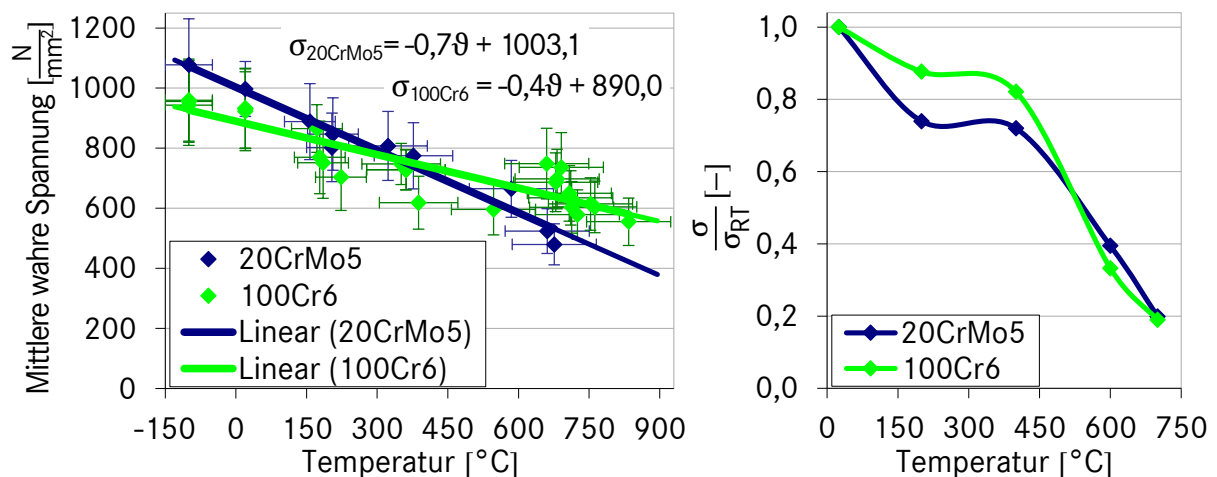 Mittlere wahre Spannung [N/mm²]
1200
1000
800
600
400
200
0
σ20CrMo5= -0,7ϑ + 1003,1
σ100Cr6 = -0,4ϑ + 890,0
20CrMo5
100Cr6
Linear (20CrMo5)
Linear (100Cr6)
-150 0 150 300 450 600 750 900
Temperatur [°C]
σ/σRT [–]
1,0
0,8
0,6
0,4
0,2
0,0
20CrMo5
100Cr6
0 150 300 450 600 750
Temperatur [°C]